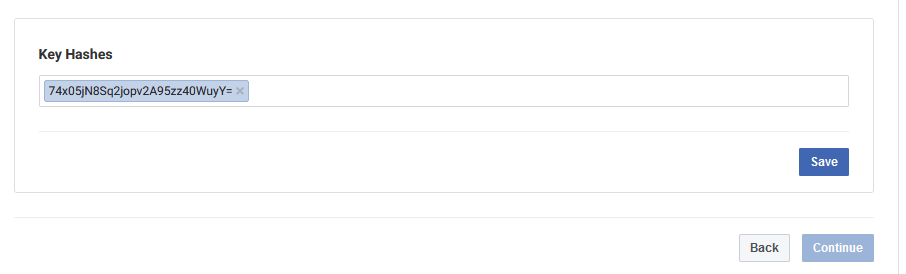 Key Hashes
74x05jN8Sq2jopv2A95zz40WuyY= ×
Save
Back Continue